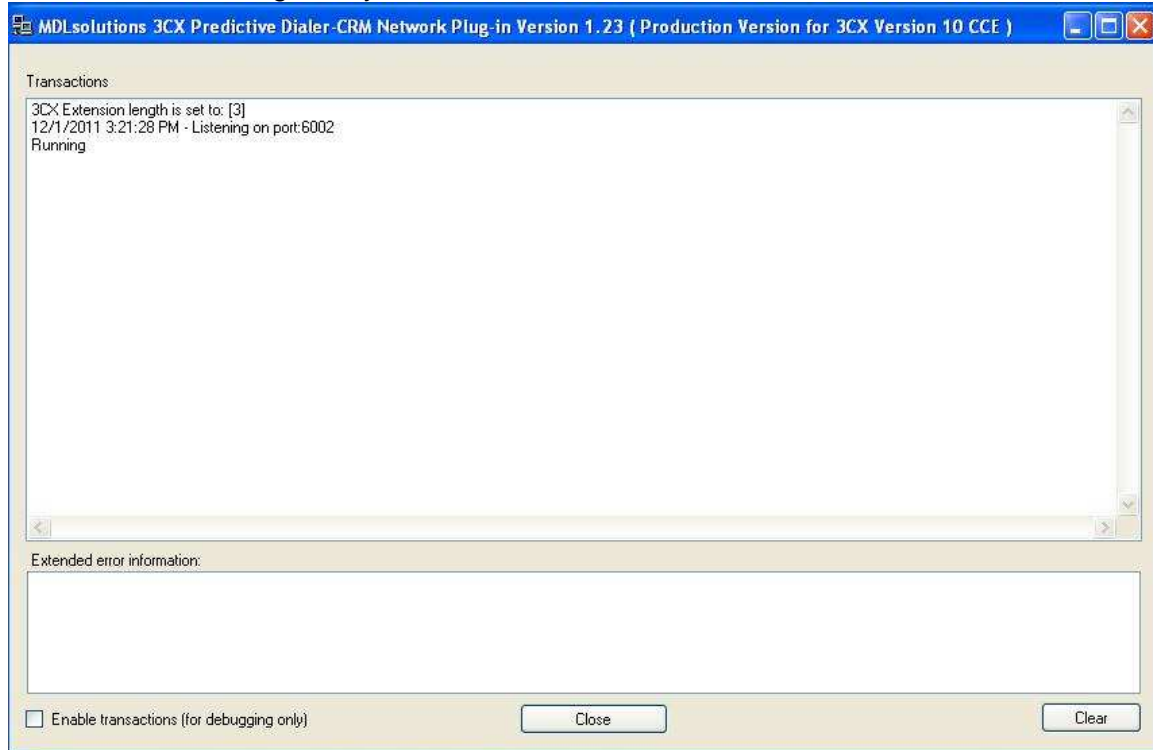 MDLsolutions 3CX Predictive Dialer-CRM Network Plug-in Version 1.23 ( Production Version for 3CX Version 10 CCE )
Transactions
3CX Extension length is set to: [3]
12/1/2011 3:21:28 PM - Listening on port:6002
Running
Extended error information:
Enable transactions (for debugging only)
Close
Clear